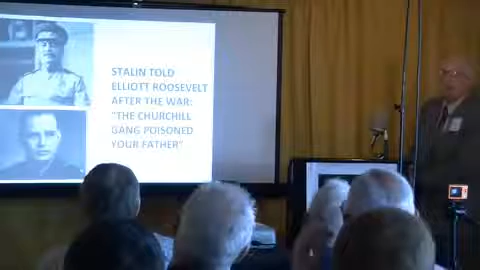 STALIN TOLD
ELLIOTT ROOSEVELT
AFTER THE WAR:
"THE CHURCHILL
GANG POISONED
YOUR FATHER"